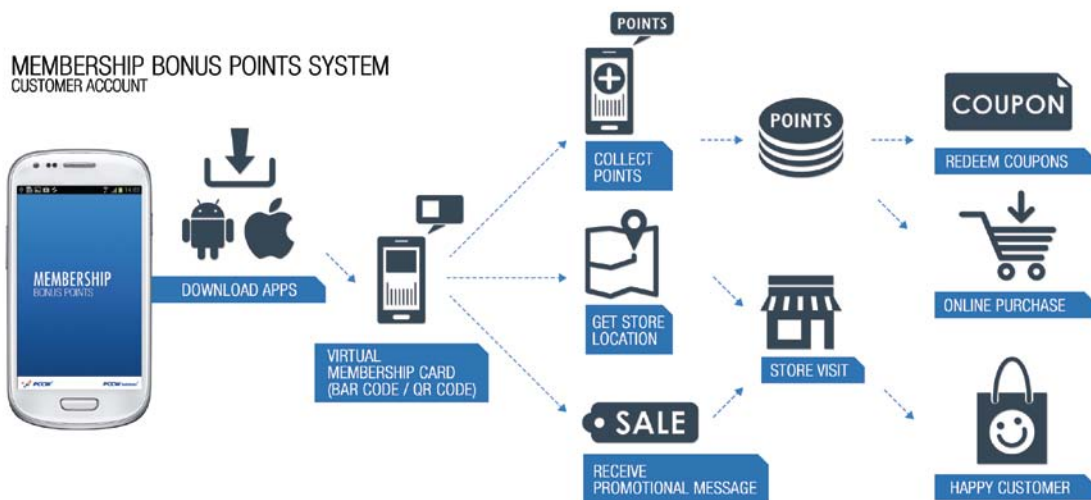 MEMBERSHIP BONUS POINTS SYSTEM
CUSTOMER ACCOUNT
MEMBERSHIP
BONUS POINTS
PCCW
PCCW
DOWNLOAD APPS
VIRTUAL
MEMBERSHIP CARD
(BAR CODE / QR CODE)
POINTS
COLLECT
POINTS
POINTS
COUPON
REDEEM COUPONS
GET STORE
LOCATION
STORE VISIT
ONLINE PURCHASE
SALE
RECEIVE
PROMOTIONAL MESSAGE
HAPPY CUSTOMER